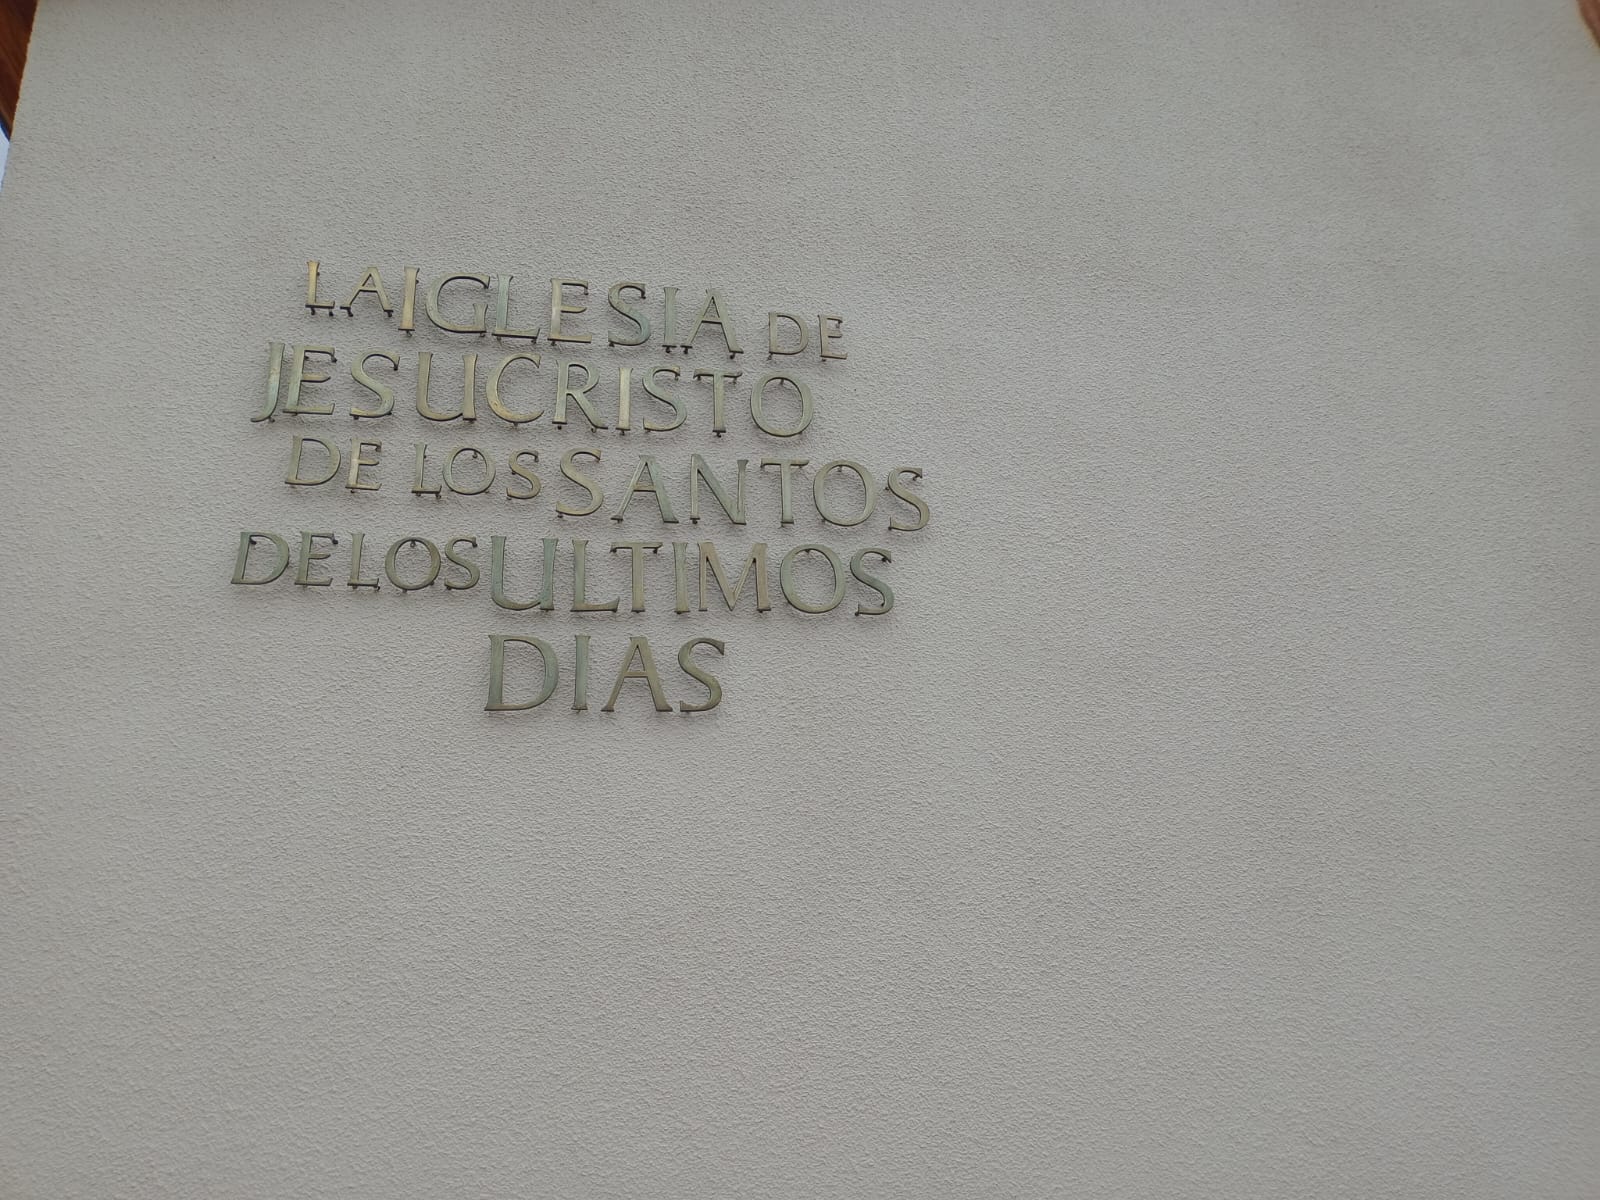 LA IGLESIA DE
JESUCRISTO
DE LOS SANTOS
DE LOS ULTIMOS
DIAS